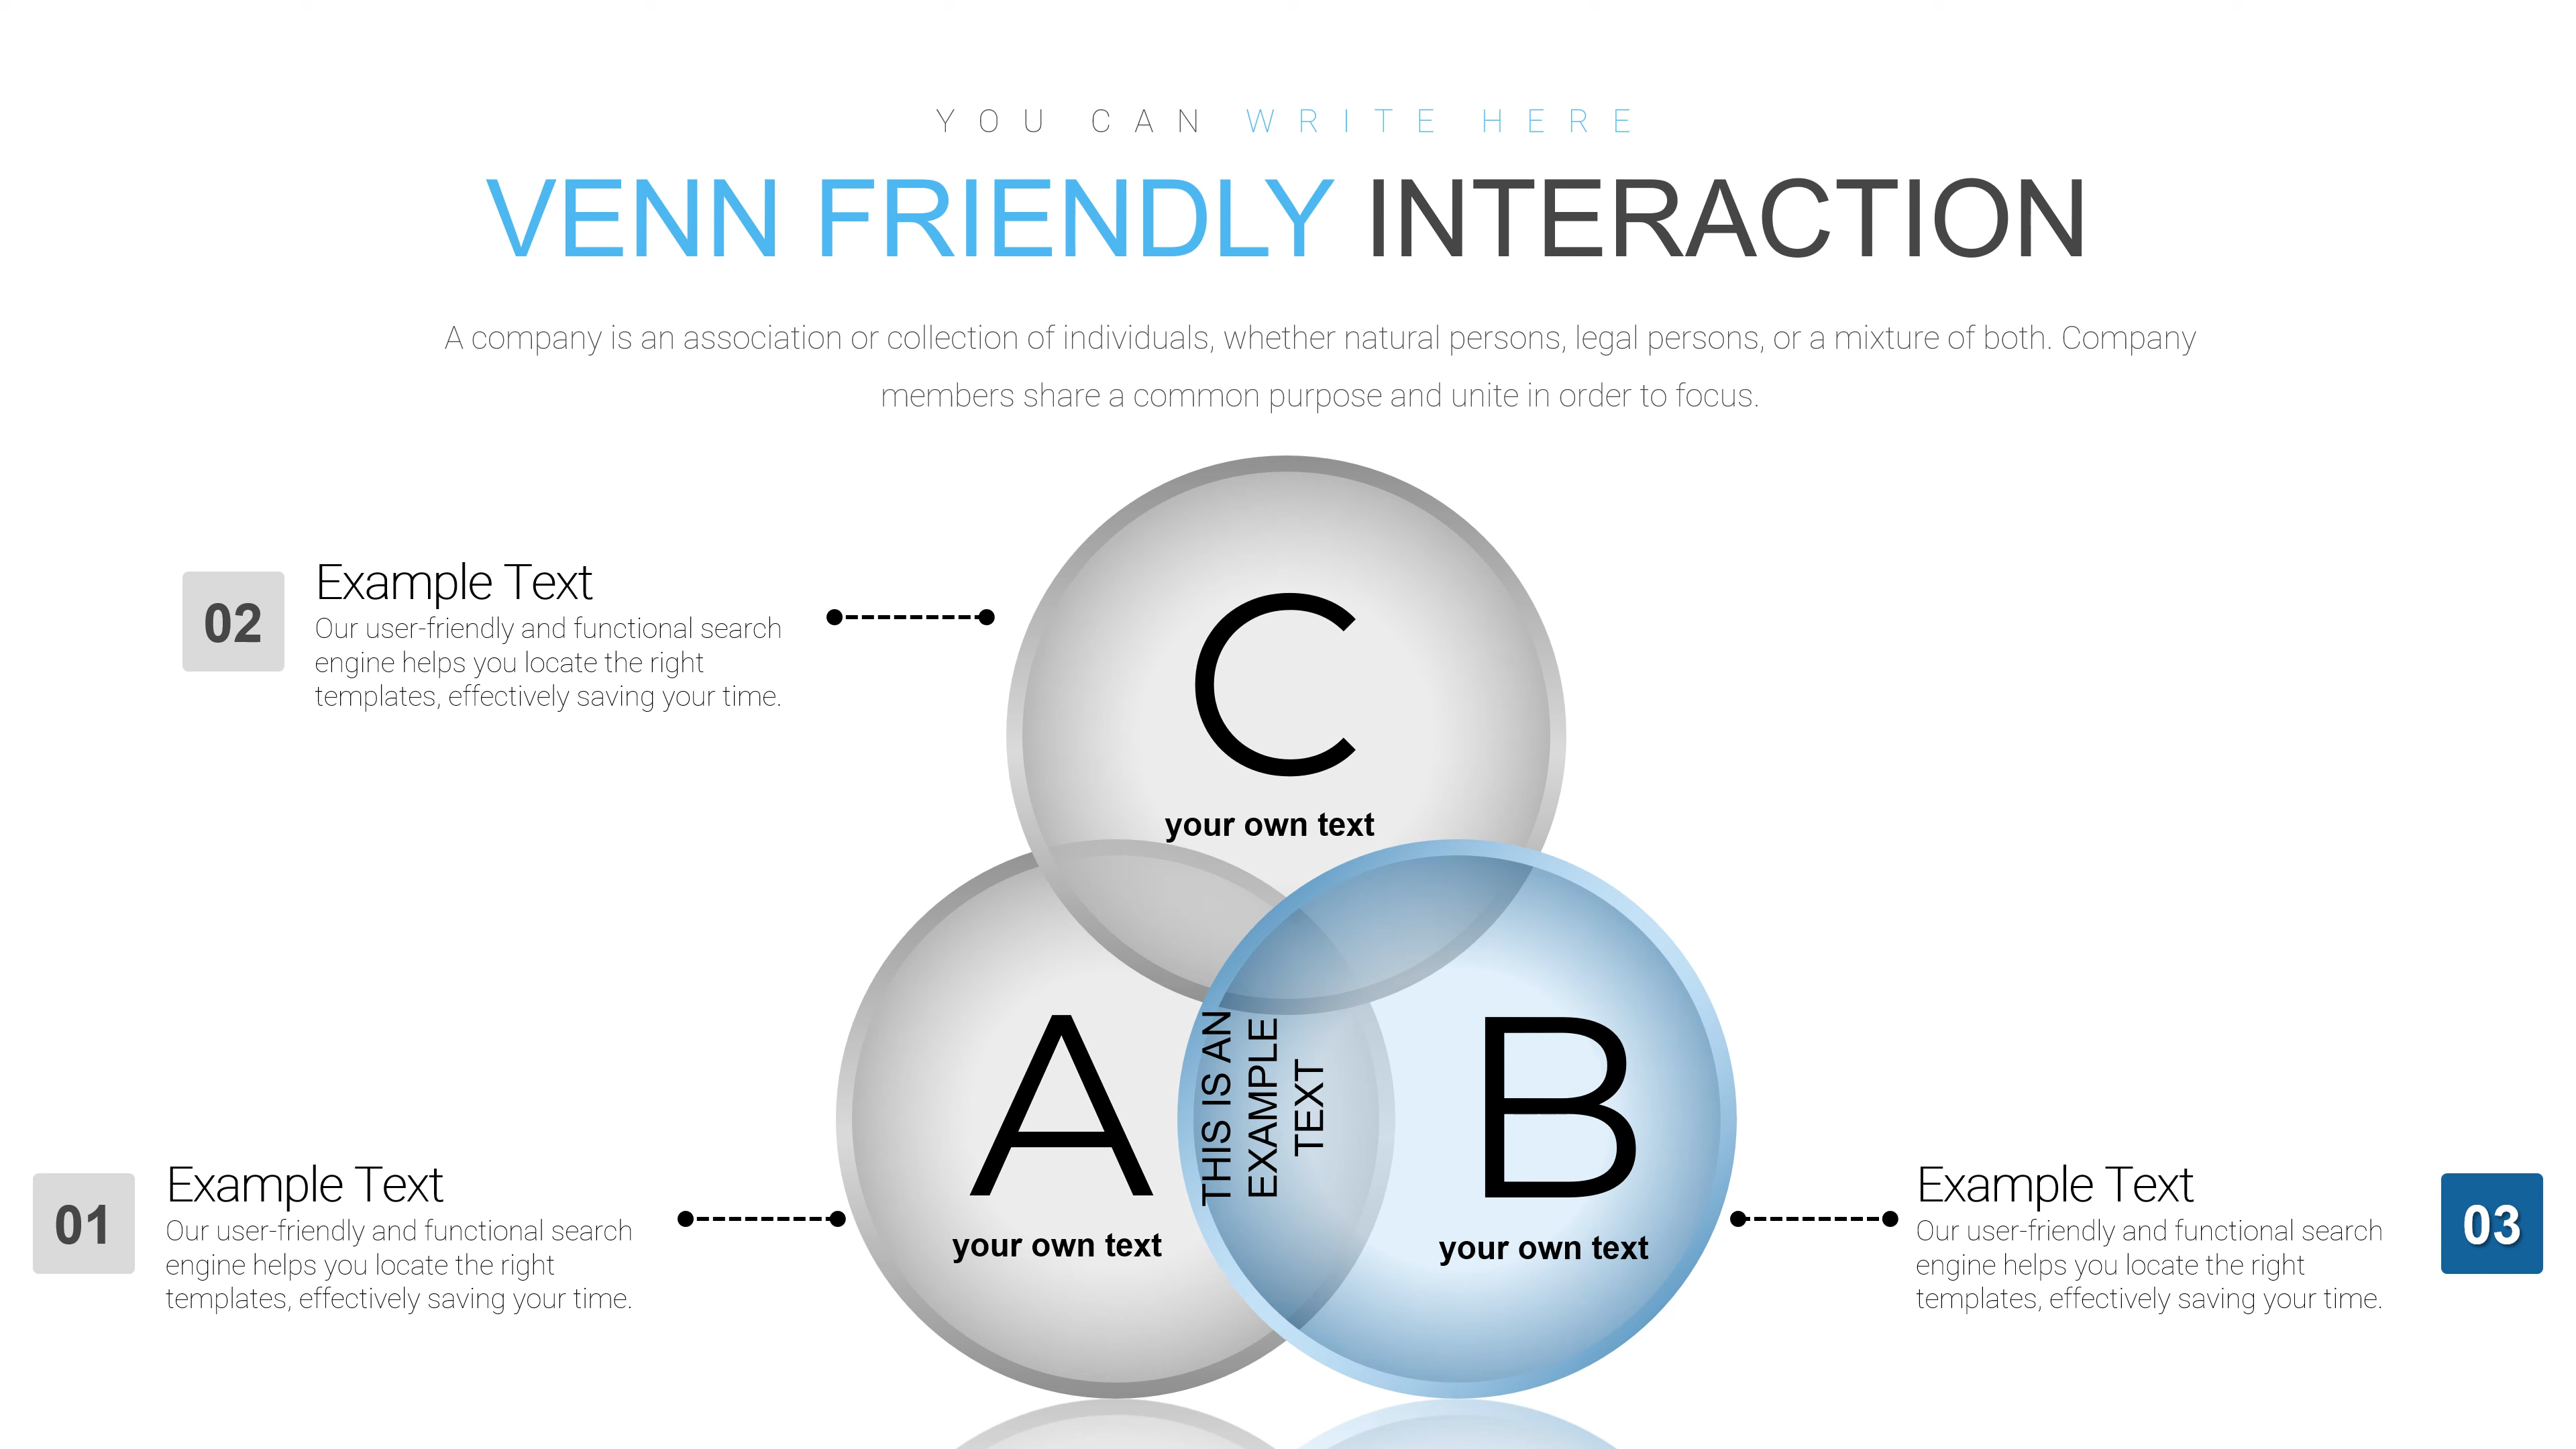 YOU CAN WRITE HERE
VENN FRIENDLY INTERACTION
A company is an association or collection of individuals, whether natural persons, legal persons, or a mixture of both. Company
members share a common purpose and unite in order to focus.
02
Example Text
Our user-friendly and functional search
engine helps you locate the right
templates, effectively saving your time.
C
your own text
01
Example Text
Our user-friendly and functional search
engine helps you locate the right
templates, effectively saving your time.
A
your own text
THIS IS AN
EXAMPLE
TEXT
B
your own text
Example Text
Our user-friendly and functional search
engine helps you locate the right
templates, effectively saving your time.
03